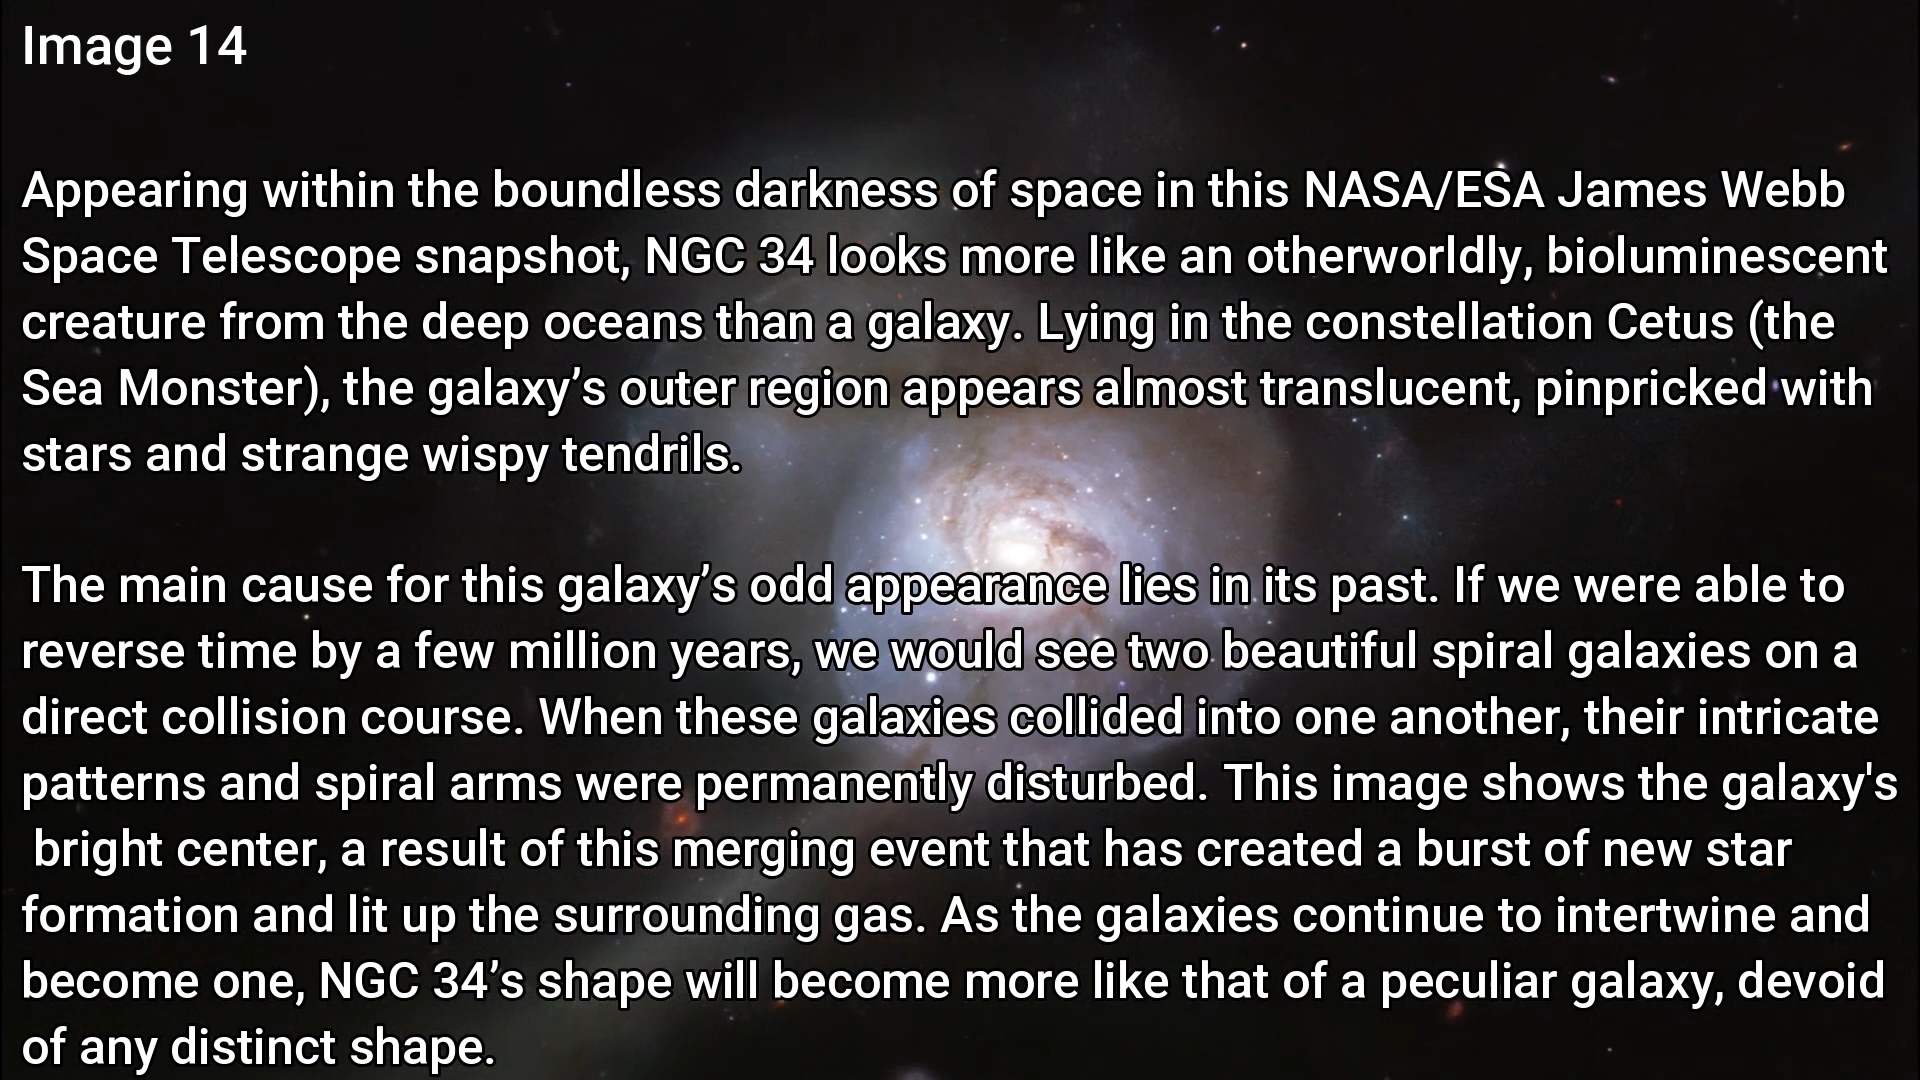 Image 14
Appearing within the boundless darkness of space in this NASA/ESA James Webb
Space Telescope snapshot, NGC 34 looks more like an otherworldly, bioluminescent
creature from the deep oceans than a galaxy. Lying in the constellation Cetus (the
Sea Monster), the galaxy’s outer region appears almost translucent, pinpricked with
stars and strange wispy tendrils.
The main cause for this galaxy’s odd appearance lies in its past. If we were able to
reverse time by a few million years, we would see two beautiful spiral galaxies on a
direct collision course. When these galaxies collided into one another, their intricate
patterns and spiral arms were permanently disturbed. This image shows the galaxy's
bright center, a result of this merging event that has created a burst of new star
formation and lit up the surrounding gas. As the galaxies continue to intertwine and
become one, NGC 34’s shape will become more like that of a peculiar galaxy, devoid
of any distinct shape.